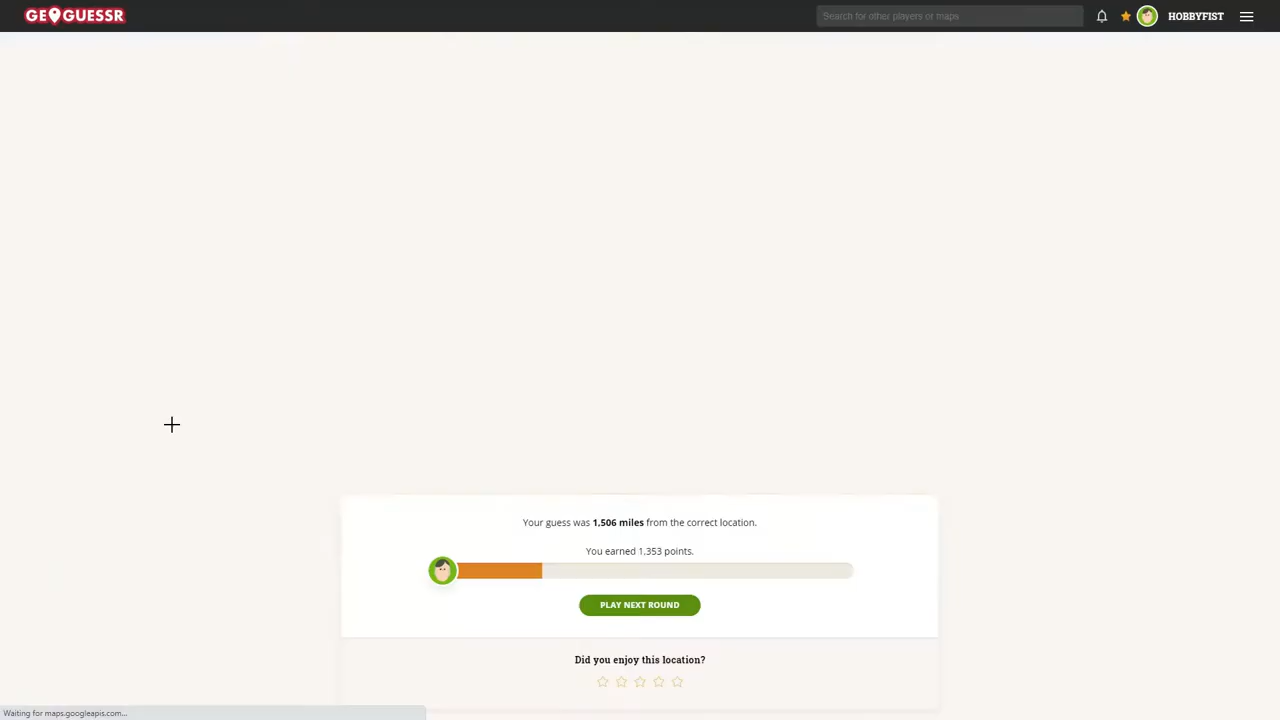 GEOGUESSR
Search for other players or maps
HOBBYFIST
Your guess was 1,506 miles from the correct location.
You earned 1,353 points.
PLAY NEXT ROUND
Did you enjoy this location?
Waiting for maps.googleapis.com...